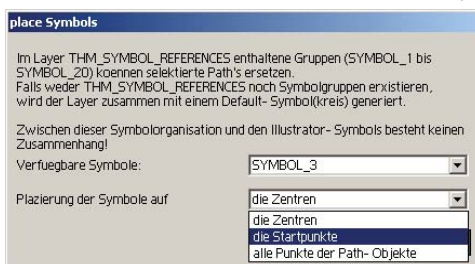 place Symbols
Im Layer THM_SYMBOL_REFERENCES enthaltene Gruppen (SYMBOL_1 bis
SYMBOL_20) koennen selektierte Path's ersetzen.
Falls weder THM_SYMBOL_REFERENCES noch Symbolgruppen erxistieren,
wird der Layer zusammen mit einem Default- Symbol(kreis) generiert.
Zwischen dieser Symbolorganisation und den Illustrator- Symbols besteht keinen
Zusammenhang!
Verfuegbare Symbole: SYMBOL_3
Plazierung der Symbole auf die Zentren
die Zentren
die Startpunkte
alle Punkte der Path- Objekte